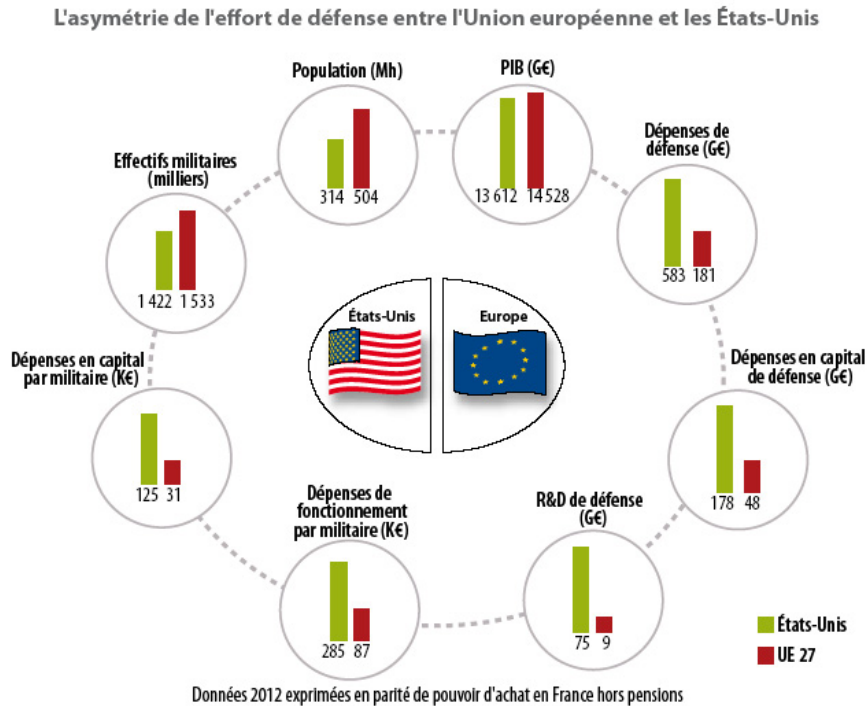 L'asymétrie de l'effort de défense entre l'Union européenne et les États-Unis
Population (Mh)
314 504
PIB (G€)
13 612 14 528
Dépenses de
défense (G€)
583 181
Dépenses en capital
de défense (G€)
178 48
R&D de défense
(G€)
75 9
Dépenses de
fonctionnement
par militaire (K€)
285 87
Dépenses en capital
par militaire (K€)
125 31
Effectifs militaires
(milliers)
1 422 1 533
États-Unis
Europe
États-Unis
UE 27
Données 2012 exprimées en parité de pouvoir d'achat en France hors pensions